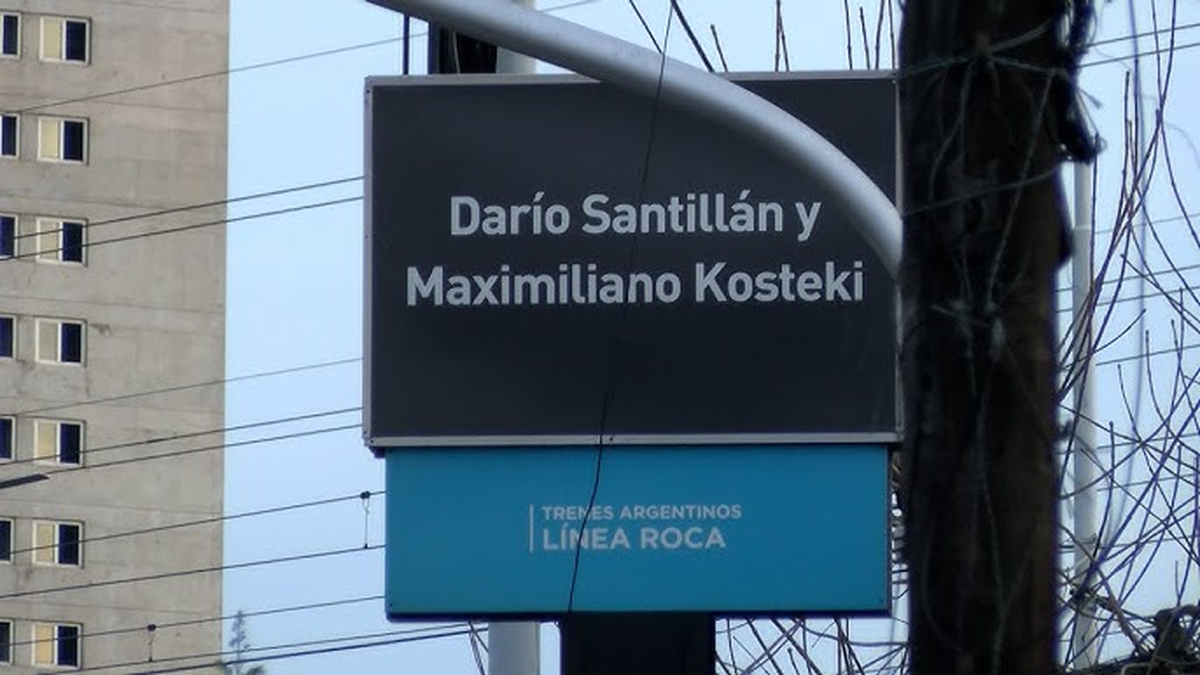 Darío Santillán y
Maximiliano Kosteki
TRENES ARGENTINOS
LÍNEA ROCA